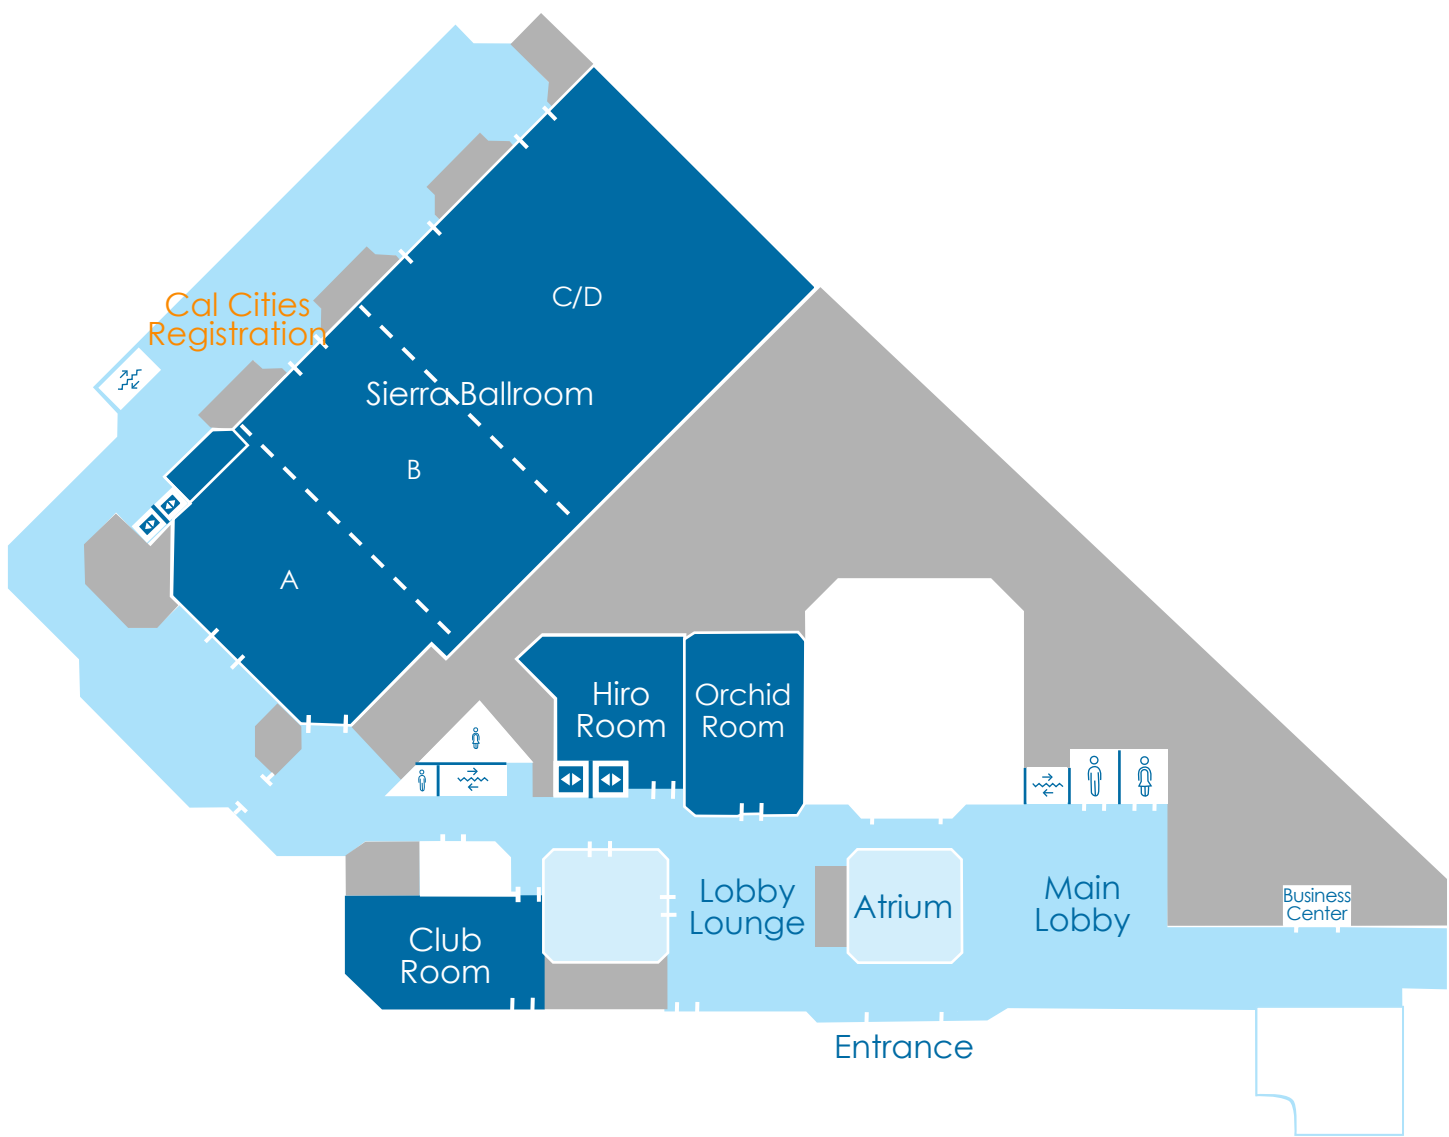 Cal Cities
Registration
C/D
Sierra Ballroom
B
A
Hiro
Room
Orchid
Room
Lobby
Lounge
Atrium
Main
Lobby
Business
Center
Club
Room
Entrance